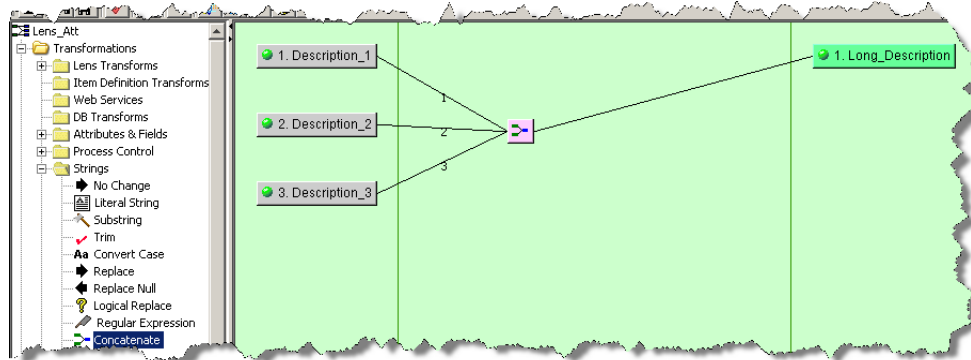 Lens_Att
Transformations
Lens Transforms
Item Definition Transforms
Web Services
DB Transforms
Attributes & Fields
Process Control
Strings
No Change
Literal String
Substring
Trim
Aa Convert Case
Replace
Replace Null
Logical Replace
Regular Expression
Concatenate
1. Description_1
2. Description_2
3. Description_3
1
2
3
1. Long_Description